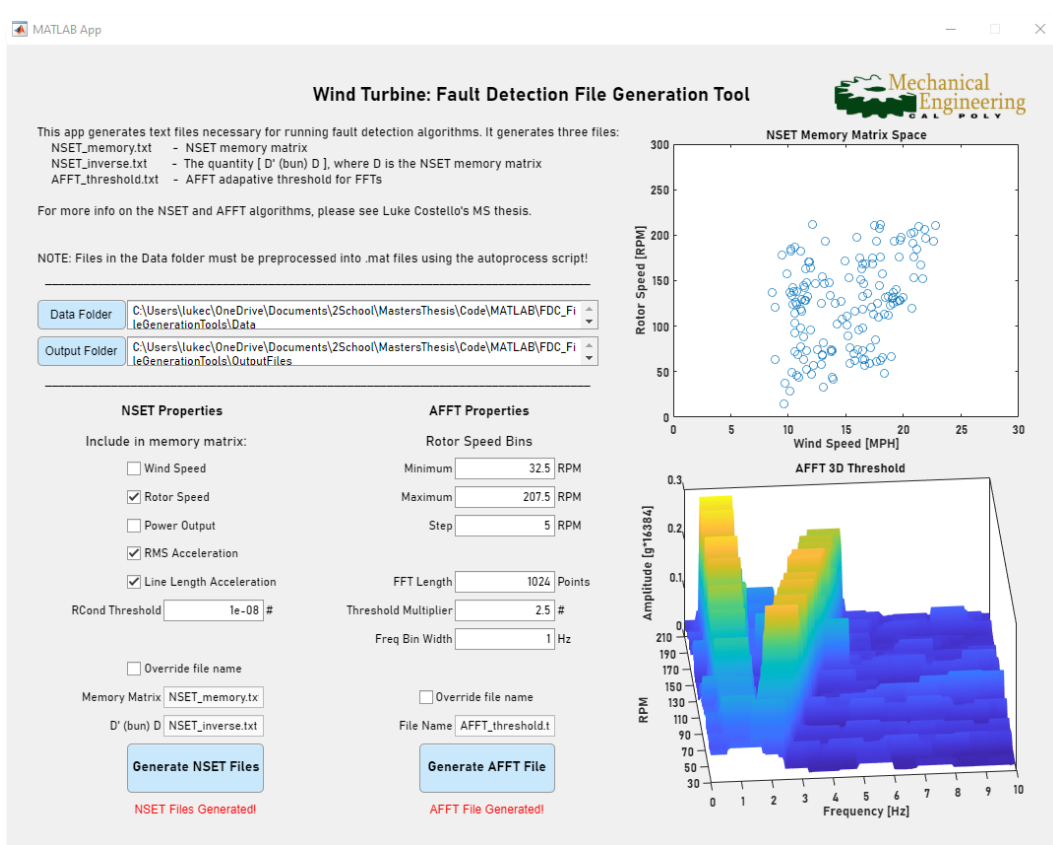 MATLAB App
Wind Turbine: Fault Detection File Generation Tool
Mechanical
Engineering
CAL POLY
This app generates text files necessary for running fault detection algorithms. It generates three files:
NSET_memory.txt - NSET memory matrix
NSET_inverse.txt - The quantity [ D' (bun) D ], where D is the NSET memory matrix
AFFT_threshold.txt - AFFT adapative threshold for FFTs
For more info on the NSET and AFFT algorithms, please see Luke Costello's MS thesis.
NOTE: Files in the Data folder must be preprocessed into .mat files using the autoprocess script!
Data Folder
C:\Users\lukec\OneDrive\Documents\2School\MastersThesis\Code\MATLAB\FDC_Fi
leGenerationTools\Data
Output Folder
C:\Users\lukec\OneDrive\Documents\2School\MastersThesis\Code\MATLAB\FDC_Fi
leGenerationTools\OutputFiles
NSET Properties
Include in memory matrix:
Wind Speed
Rotor Speed
Power Output
RMS Acceleration
Line Length Acceleration
RCond Threshold 1e-08 #
Override file name
Memory Matrix NSET_memory.tx
D' (bun) D NSET_inverse.txt
Generate NSET Files
NSET Files Generated!
AFFT Properties
Rotor Speed Bins
Minimum 32.5 RPM
Maximum 207.5 RPM
Step 5 RPM
FFT Length 1024 Points
Threshold Multiplier 2.5 #
Freq Bin Width 1 Hz
Override file name
File Name AFFT_threshold.t
Generate AFFT File
AFFT File Generated!
NSET Memory Matrix Space
Rotor Speed [RPM]
300
250
200
150
100
50
0
0 5 10 15 20 25 30
Wind Speed [MPH]
AFFT 3D Threshold
Amplitude [g*16384]
0.3
0.2
0.1
0
RPM
210
190
170
150
130
110
90
70
50
30
0 1 2 3 4 5 6 7 8 9 10
Frequency [Hz]